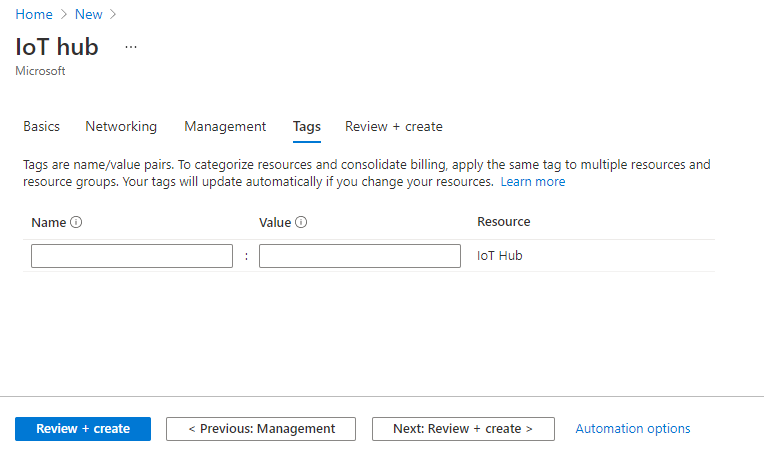 Home > New >
IoT hub ...
Microsoft
Basics Networking Management Tags Review + create
Tags are name/value pairs. To categorize resources and consolidate billing, apply the same tag to multiple resources and
resource groups. Your tags will update automatically if you change your resources. Learn more
Name Value Resource
: IoT Hub
Review + create < Previous: Management Next: Review + create > Automation options